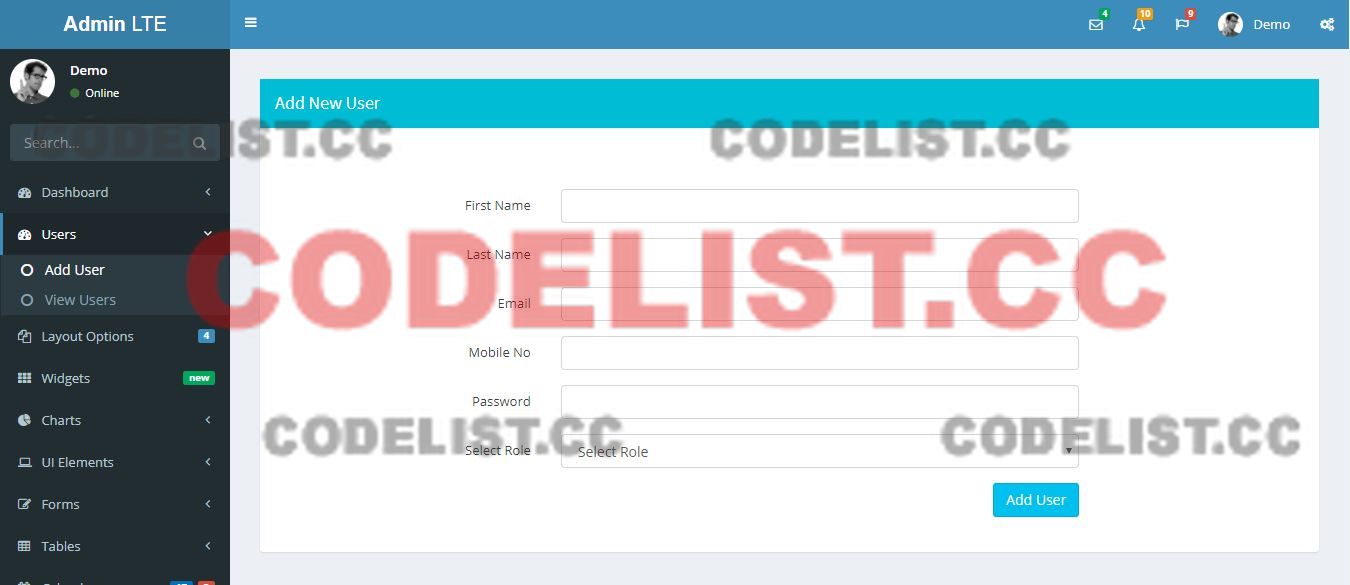 Admin LTE
4
10
9
Demo
Demo
Online
Search...
Dashboard
Users
Add User
View Users
Layout Options 4
Widgets new
Charts
UI Elements
Forms
Tables
Add New User
CODELIST.CC
CODELIST.CC
First Name
Last Name
CODELIST.CC
Email
Mobile No
Password
CODELIST.CC
CODELIST.CC
Select Role Select Role
Add User